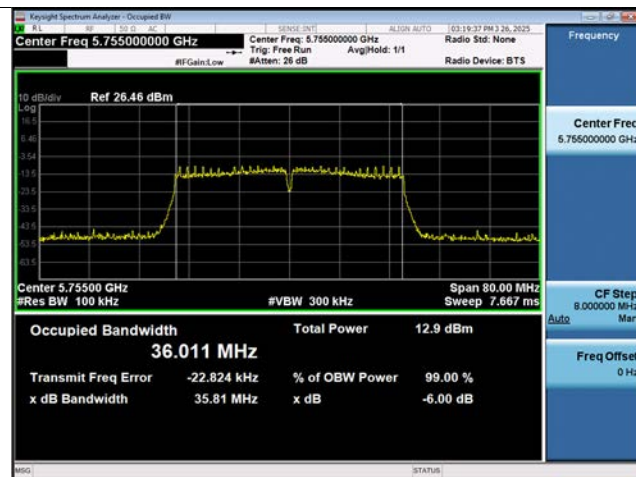 Keysight Spectrum Analyzer - Occupied BW
RL RF 50 Ω AC SENSE:INT ALIGN AUTO 03:19:37 PM 3 26, 2025
Center Freq 5.755000000 GHz
Center Freq: 5.755000000 GHz
Radio Std: None
Trig: Free Run Avg|Hold: 1/1
#IFGain:Low #Atten: 26 dB Radio Device: BTS
10 dB/div Ref 26.46 dBm
Log
16.5
6.46
-3.54
-13.5
-23.5
-33.5
-43.5
-53.5
-63.5
Center 5.75500 GHz Span 80.00 MHz
#Res BW 100 kHz #VBW 300 kHz Sweep 7.667 ms
Occupied Bandwidth Total Power 12.9 dBm
36.011 MHz
Transmit Freq Error -22.824 kHz % of OBW Power 99.00 %
x dB Bandwidth 35.81 MHz x dB -6.00 dB
MSG STATUS
Frequency
Center Freq
5.755000000 GHz
CF Step
8.000000 MHz
Auto Man
Freq Offset
0 Hz